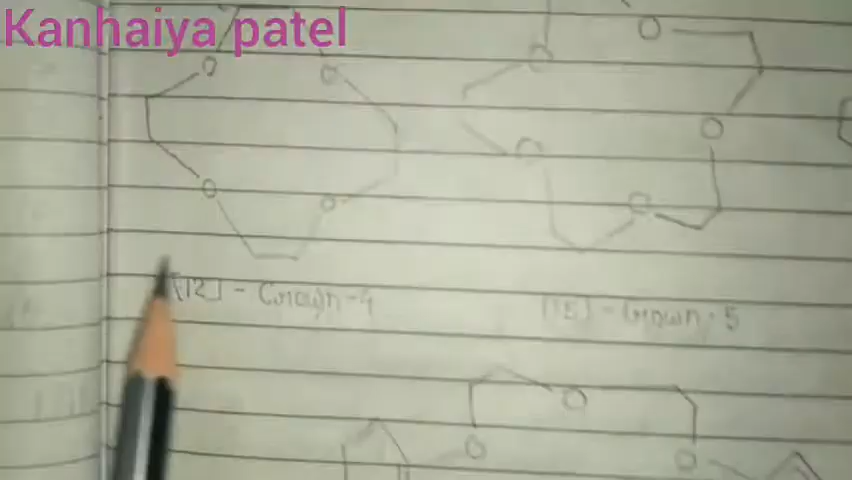 Kanhaiya patel
O O O O
O O O O O
[12] - Crown-4
[15] - Crown-5
O
O O